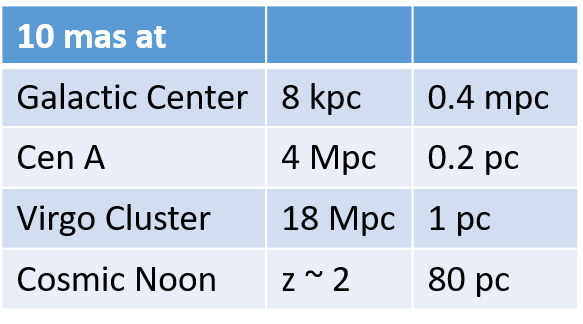 10 mas at
Galactic Center 8 kpc 0.4 mpc
Cen A 4 Mpc 0.2 pc
Virgo Cluster 18 Mpc 1 pc
Cosmic Noon z ~ 2 80 pc